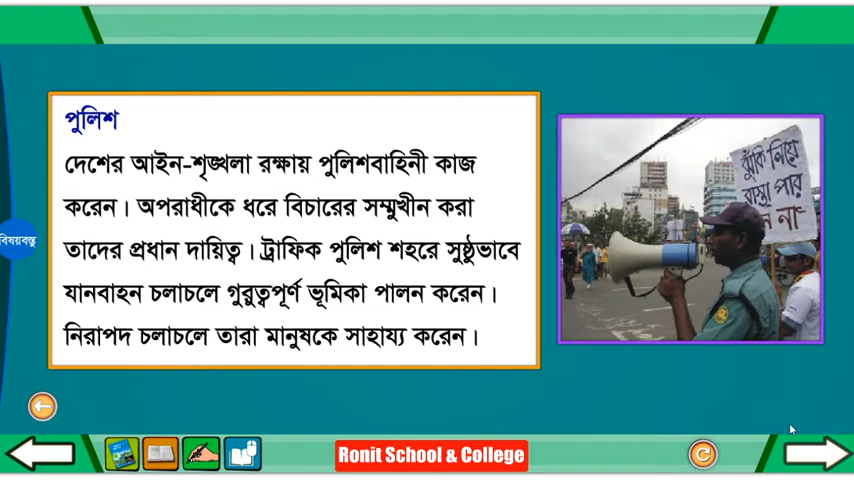 পুলিশ
দেশের আইন-শৃঙ্খলা রক্ষায় পুলিশবাহিনী কাজ
করেন। অপরাধীকে ধরে বিচারের সম্মুখীন করা
তাদের প্রধান দায়িত্ব। ট্রাফিক পুলিশ শহরে সুষ্ঠুভাবে
যানবাহন চলাচলে গুরুত্বপূর্ণ ভূমিকা পালন করেন।
নিরাপদ চলাচলে তারা মানুষকে সাহায্য করেন।
ঝুঁকি নিয়ে
রাস্তা পার
না
বিষয়বস্তু
Ronit School & College